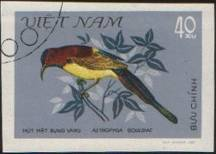 VIỆT NAM
40
XU
BƯU CHÍNH
HÚT MẬT BỤNG VÀNG AETHOPYGA GOULDIAE